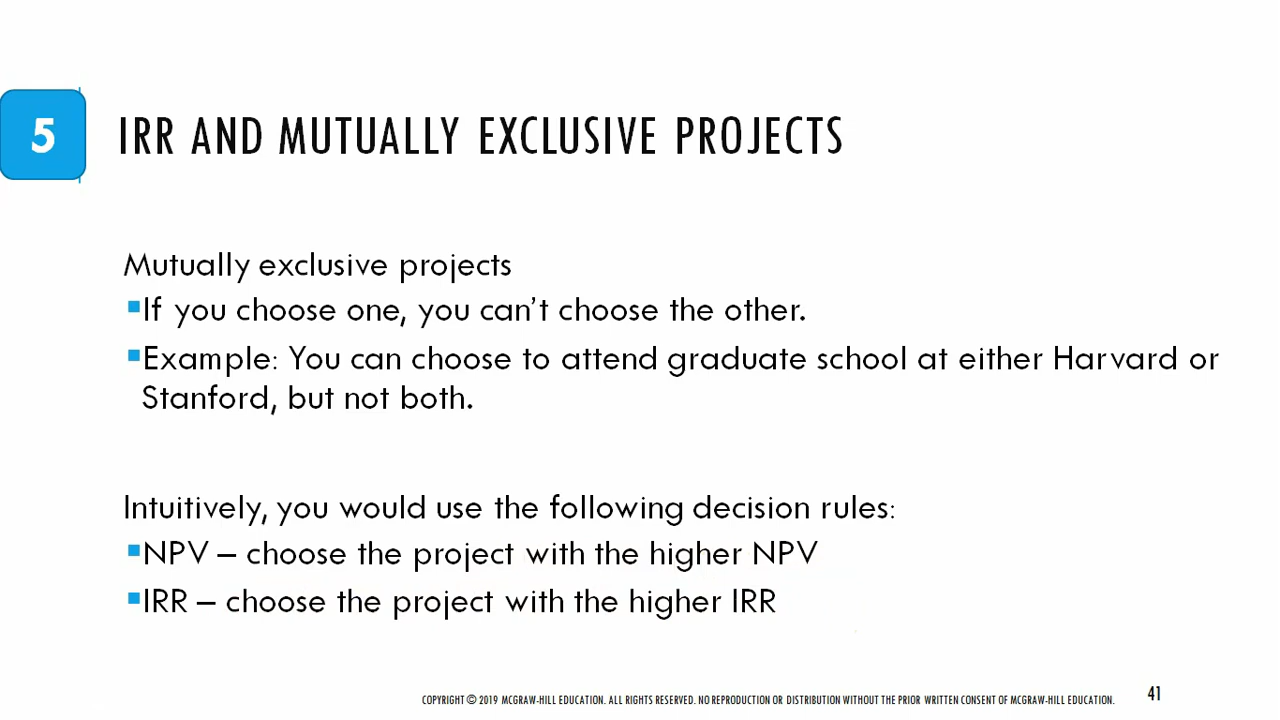 5
IRR AND MUTUALLY EXCLUSIVE PROJECTS
Mutually exclusive projects
▪If you choose one, you can’t choose the other.
▪Example: You can choose to attend graduate school at either Harvard or
Stanford, but not both.
Intuitively, you would use the following decision rules:
▪NPV – choose the project with the higher NPV
▪IRR – choose the project with the higher IRR
COPYRIGHT © 2019 MCGRAW-HILL EDUCATION. ALL RIGHTS RESERVED. NO REPRODUCTION OR DISTRIBUTION WITHOUT THE PRIOR WRITTEN CONSENT OF MCGRAW-HILL EDUCATION.
41